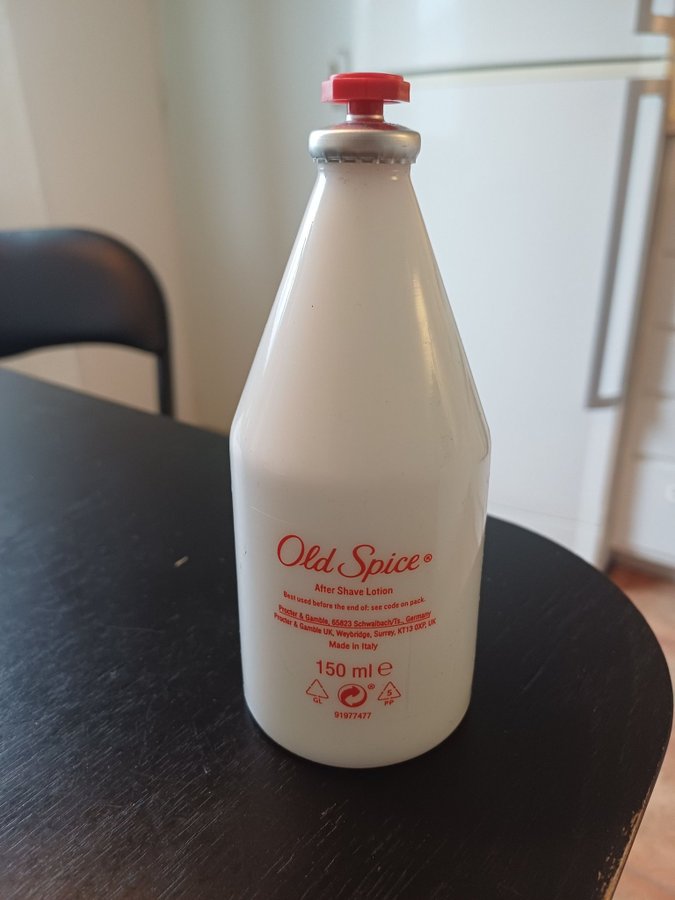 Old Spice®
After Shave Lotion
Best used before the end of: see code on pack.
Procter & Gamble, 65823 Schwalbach/Ts., Germany
Procter & Gamble UK, Weybridge, Surrey, KT13 0XP, UK
Made in Italy
150 ml ℮
GL ® 5 PP
91977477